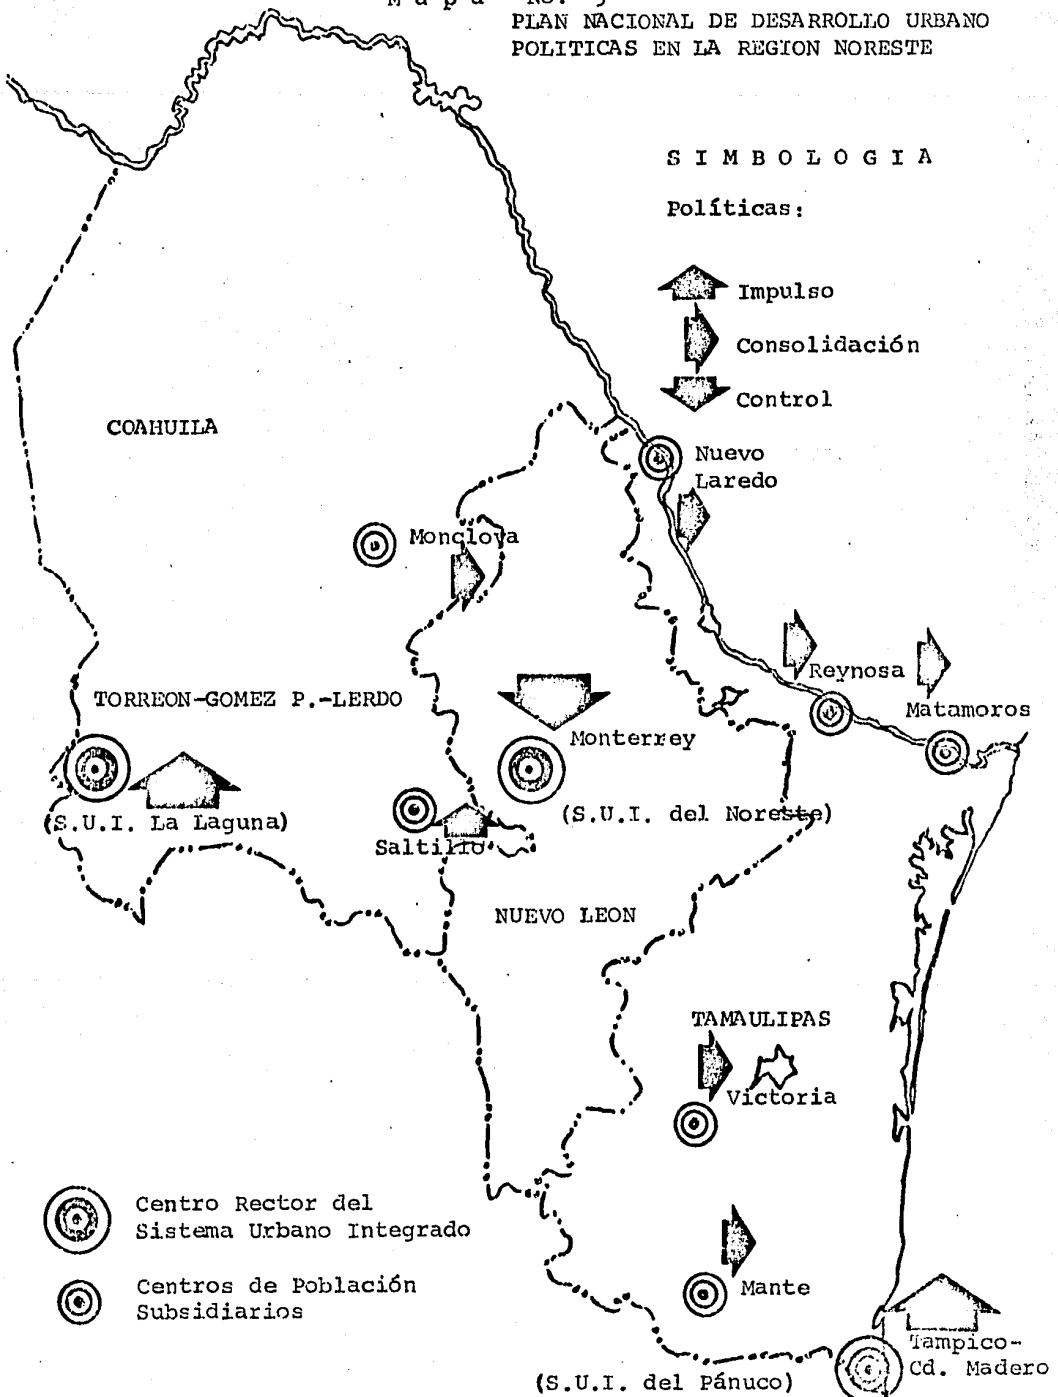 M a p a No. 5
PLAN NACIONAL DE DESARROLLO URBANO
POLITICAS EN LA REGION NORESTE
S I M B O L O G I A
Políticas:
Impulso
Consolidación
Control
COAHUILA
Nuevo
Laredo
Monclova
Reynosa
TORREON-GOMEZ P.-LERDO
Matamoros
Monterrey
(S.U.I. La Laguna)
(S.U.I. del Noreste)
Saltillo
NUEVO LEON
TAMAULIPAS
Victoria
Centro Rector del
Sistema Urbano Integrado
Centros de Población
Subsidiarios
Mante
Tampico-
Cd. Madero
(S.U.I. del Pánuco)